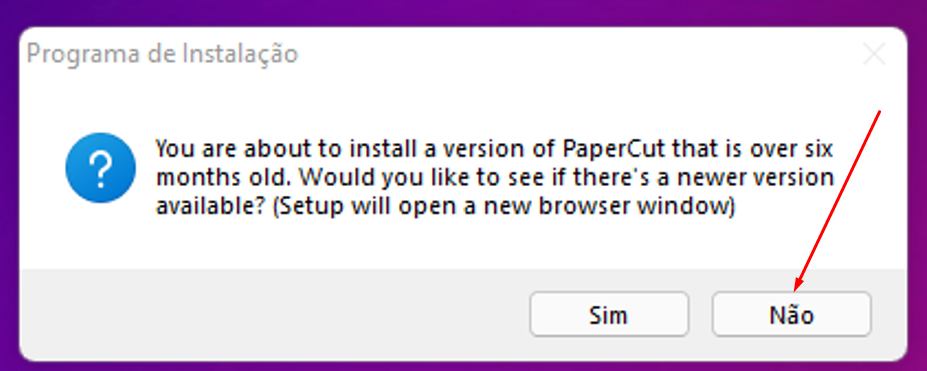 Programa de Instalação
You are about to install a version of PaperCut that is over six
months old. Would you like to see if there's a newer version
available? (Setup will open a new browser window)
Sim
Não